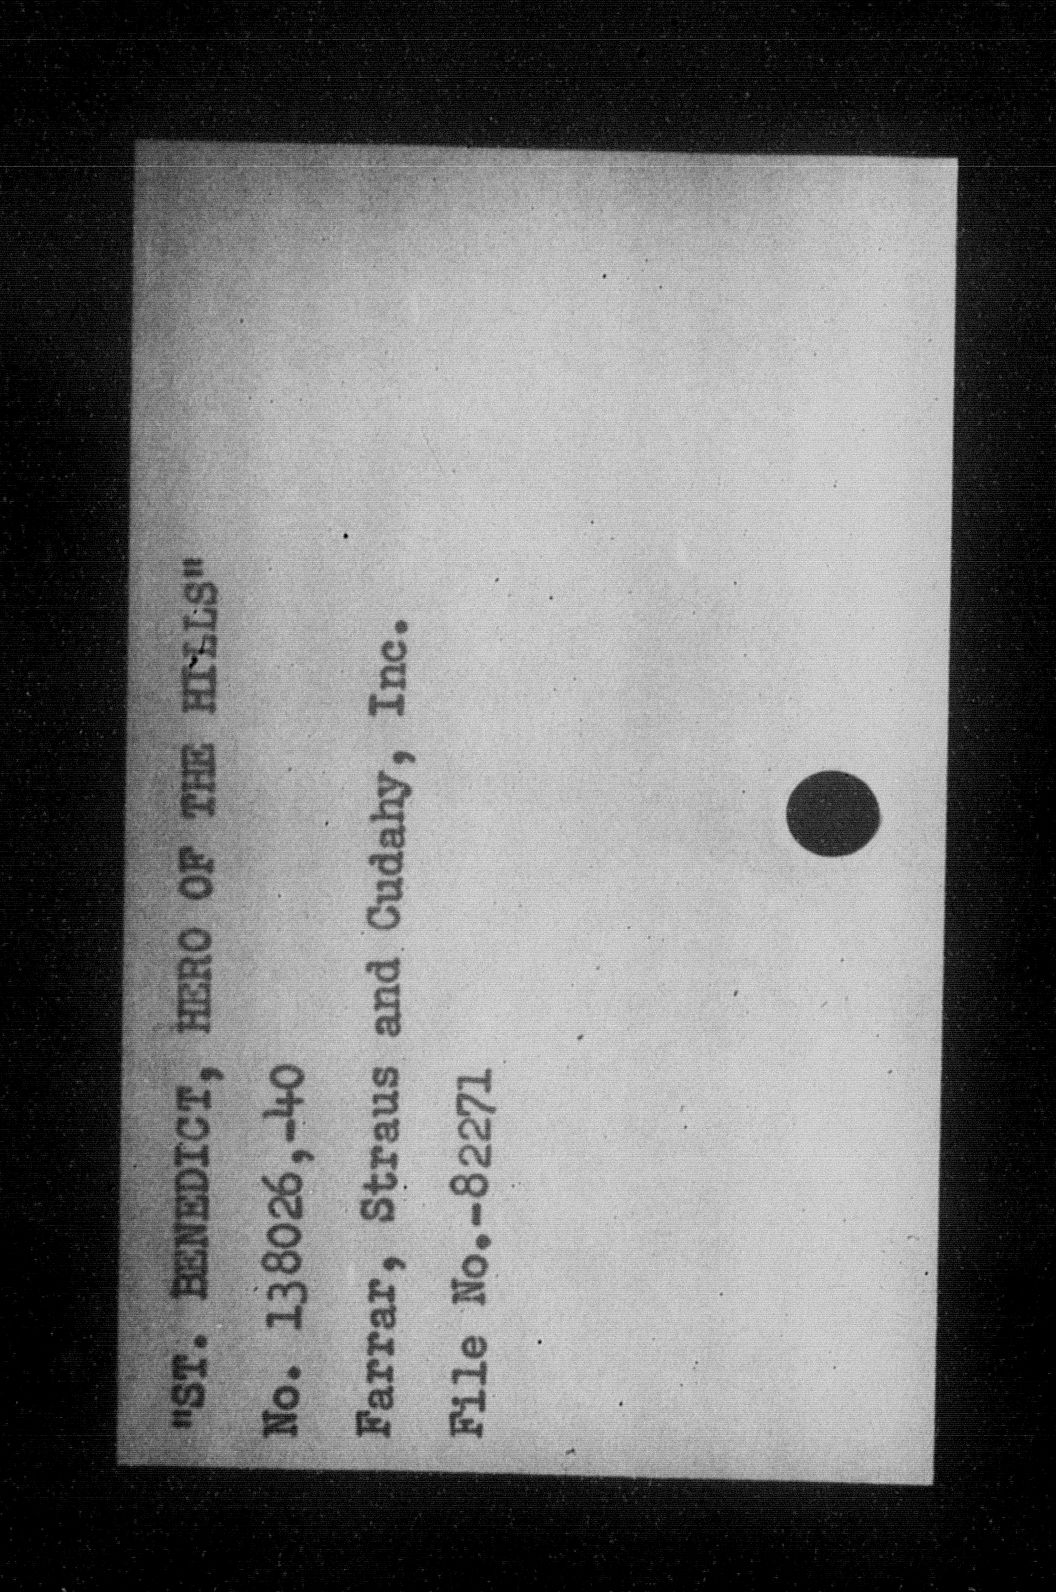 "ST. BENEDICT, HERO OF THE HILLS"
No. 138026,-40
Farrar, Straus and Cudahy, Inc.
File No.-82271